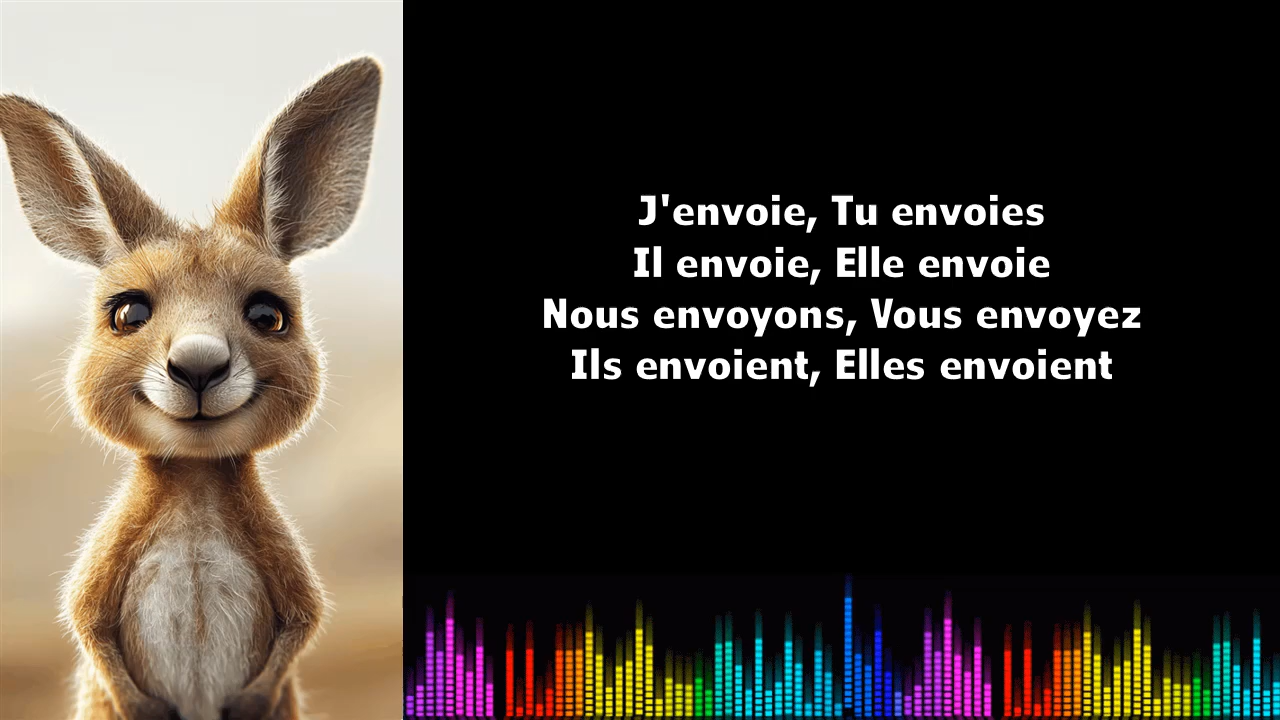 J'envoie, Tu envoies
Il envoie, Elle envoie
Nous envoyons, Vous envoyez
Ils envoient, Elles envoient